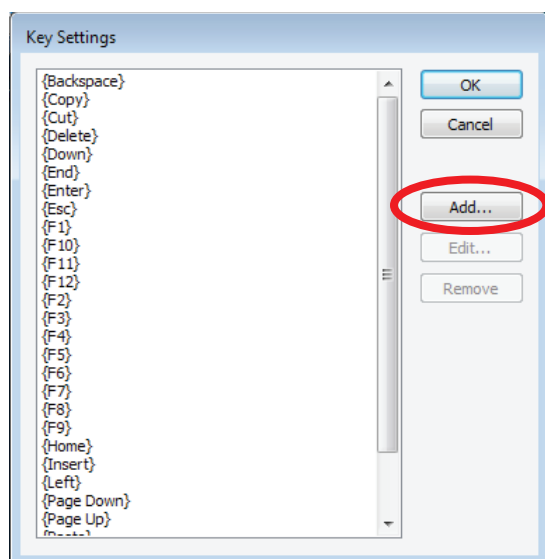 Key Settings
{Backspace}
{Copy}
{Cut}
{Delete}
{Down}
{End}
{Enter}
{Esc}
{F1}
{F10}
{F11}
{F12}
{F2}
{F3}
{F4}
{F5}
{F6}
{F7}
{F8}
{F9}
{Home}
{Insert}
{Left}
{Page Down}
{Page Up}
OK
Cancel
Add...
Edit...
Remove